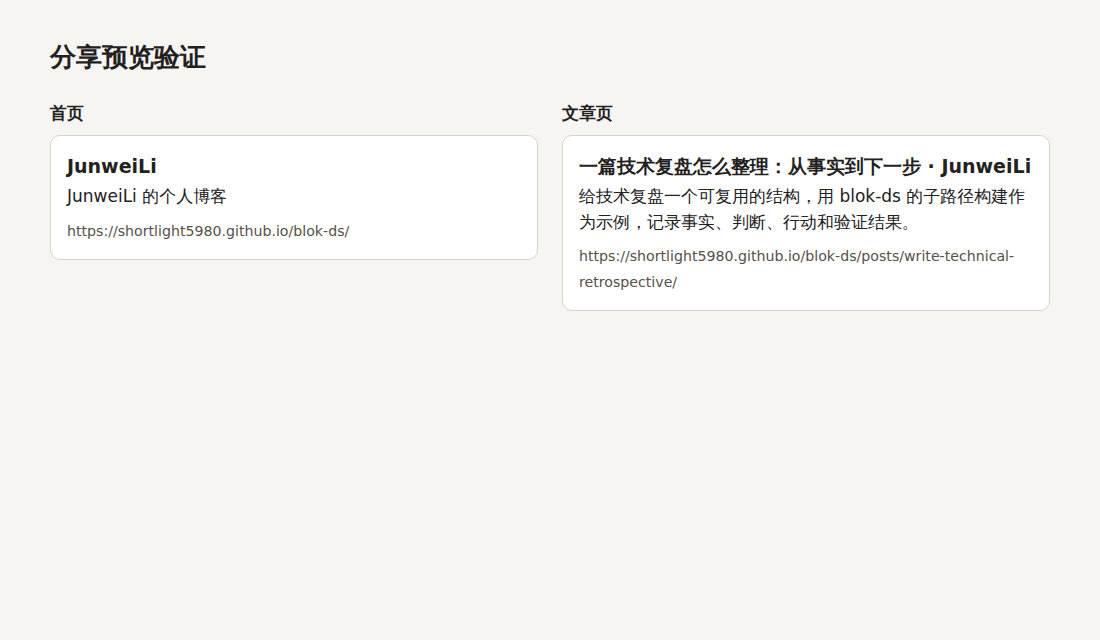 分享预览验证
首页
JunweiLi
JunweiLi 的个人博客
https://shortlight5980.github.io/blok-ds/
文章页
一篇技术复盘怎么整理：从事实到下一步 · JunweiLi
给技术复盘一个可复用的结构，用 blok-ds 的子路径构建作
为示例，记录事实、判断、行动和验证结果。
https://shortlight5980.github.io/blok-ds/posts/write-technical-
retrospective/